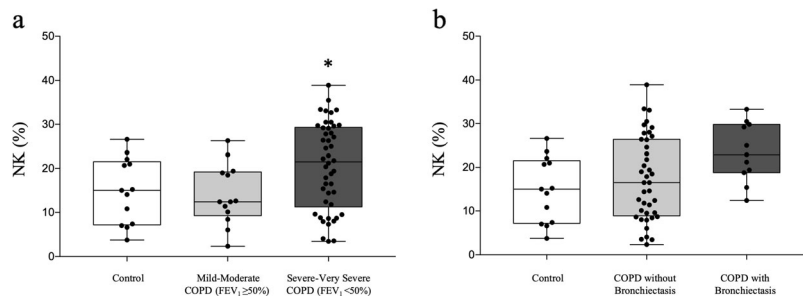 a
b
50
40
30
20
10
0
NK (%)
*
Control
Mild-Moderate
COPD (FEV₁ ≥50%)
Severe-Very Severe
COPD (FEV₁ <50%)
50
40
30
20
10
0
NK (%)
Control
COPD without
Bronchiectasis
COPD with
Bronchiectasis